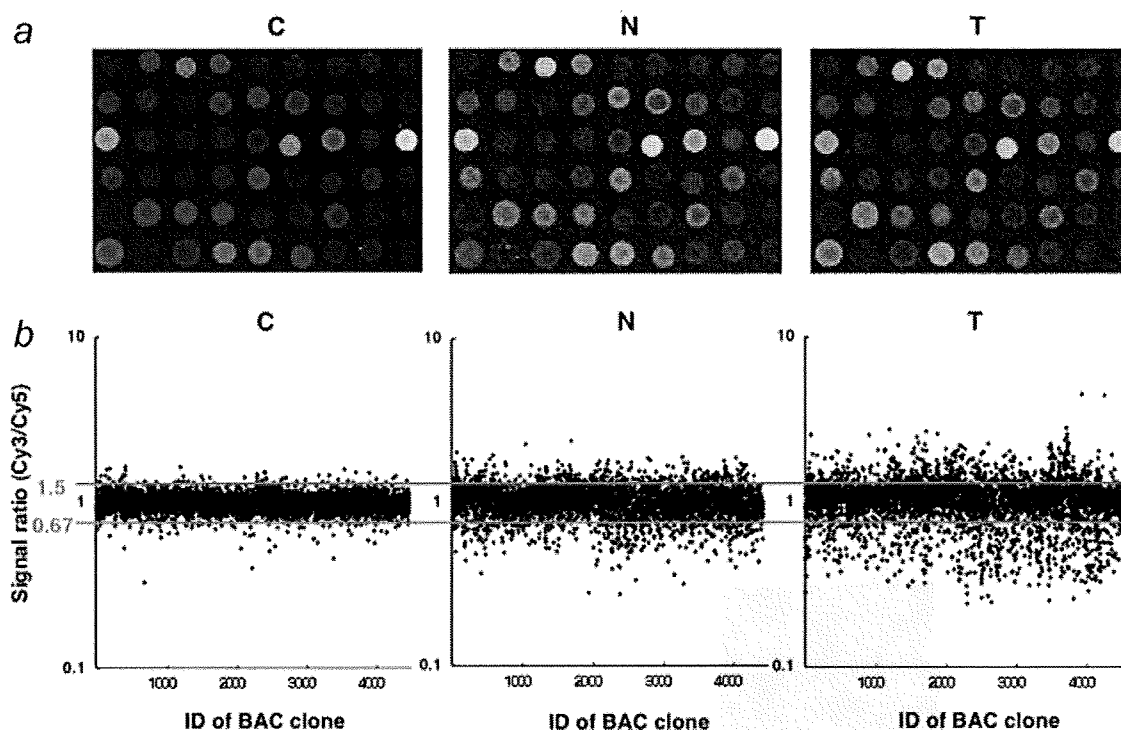 a
C N T
b
C N T
10 10 10
Signal ratio (Cy3/Cy5)
1.5
1 1 1
0.67
0.1 0.1 0.1
1000 2000 3000 4000 1000 2000 3000 4000 1000 2000 3000 4000
ID of BAC clone ID of BAC clone ID of BAC clone